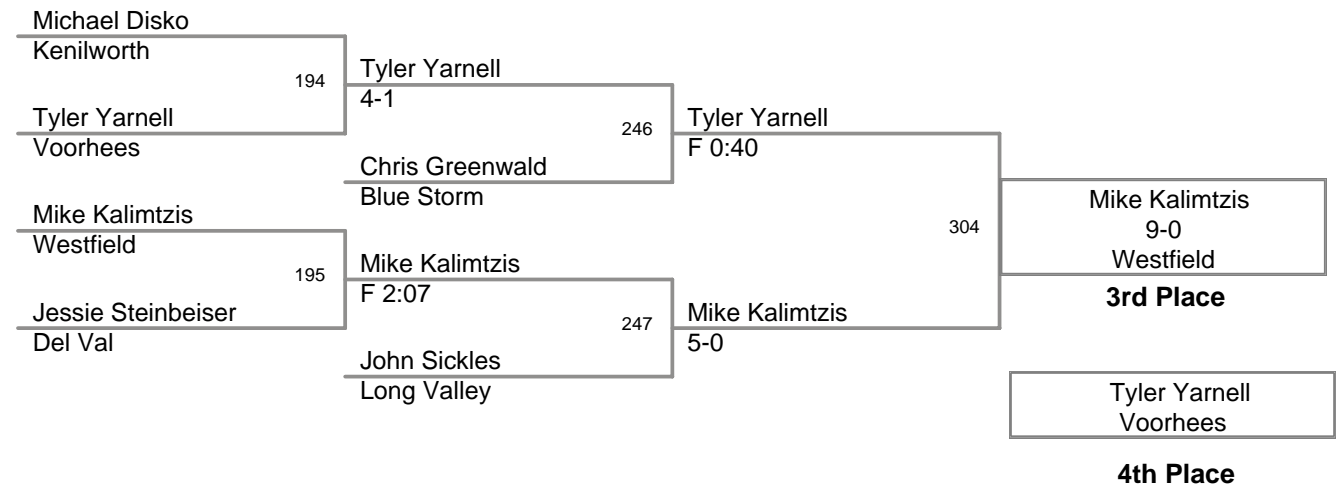 Michael Disko
Kenilworth
194
Tyler Yarnell
Voorhees
Mike Kalimtzis
Westfield
195
Jessie Steinbeiser
Del Val
Tyler Yarnell
4-1
246
Chris Greenwald
Blue Storm
Mike Kalimtzis
F 2:07
247
John Sickles
Long Valley
Tyler Yarnell
F 0:40
304
Mike Kalimtzis
5-0
Mike Kalimtzis
9-0
Westfield
3rd Place
Tyler Yarnell
Voorhees
4th Place